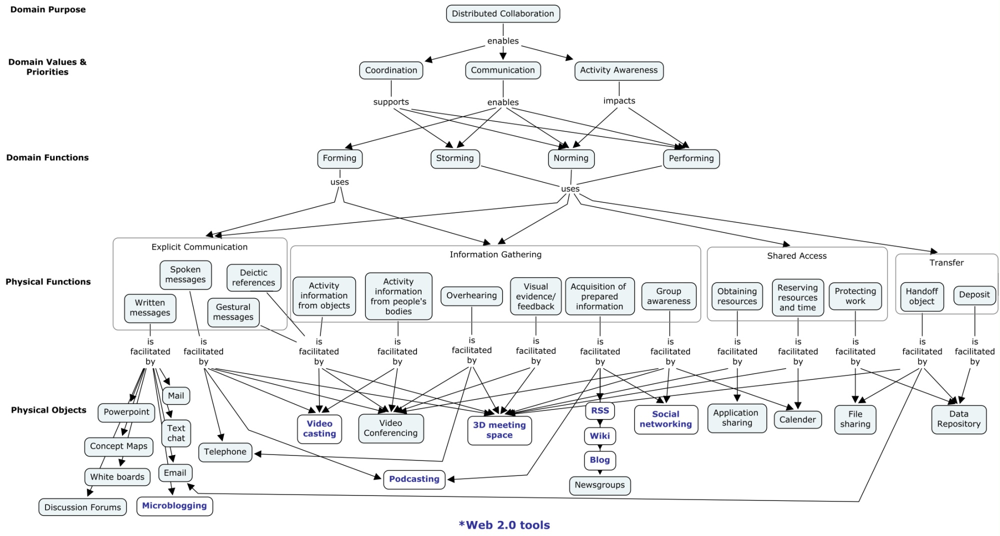 Domain Purpose
Distributed Collaboration
enables
Domain Values &
Priorities
Coordination
Communication
Activity Awareness
supports
enables
impacts
Domain Functions
Forming
Storming
Norming
Performing
uses
uses
Physical Functions
Explicit Communication
Spoken
messages
Deictic
references
Written
messages
Gestural
messages
Information Gathering
Activity
information
from objects
Activity
information
from people's
bodies
Overhearing
Visual
evidence/
feedback
Acquisition of
prepared
information
Group
awareness
Shared Access
Obtaining
resources
Reserving
resources
and time
Protecting
work
Transfer
Handoff
object
Deposit
is
facilitated
by
is
facilitated
by
is
facilitated
by
is
facilitated
by
is
facilitated
by
is
facilitated
by
is
facilitated
by
is
facilitated
by
is
facilitated
by
is
facilitated
by
is
facilitated
by
is
facilitated
by
is
facilitated
by
Physical Objects
Mail
Powerpoint
Text
chat
Concept Maps
Email
White boards
Discussion Forums
Microblogging
Telephone
Video
casting
Video
Conferencing
Podcasting
3D meeting
space
RSS
Wiki
Blog
Newsgroups
Social
networking
Application
sharing
Calender
File
sharing
Data
Repository
*Web 2.0 tools